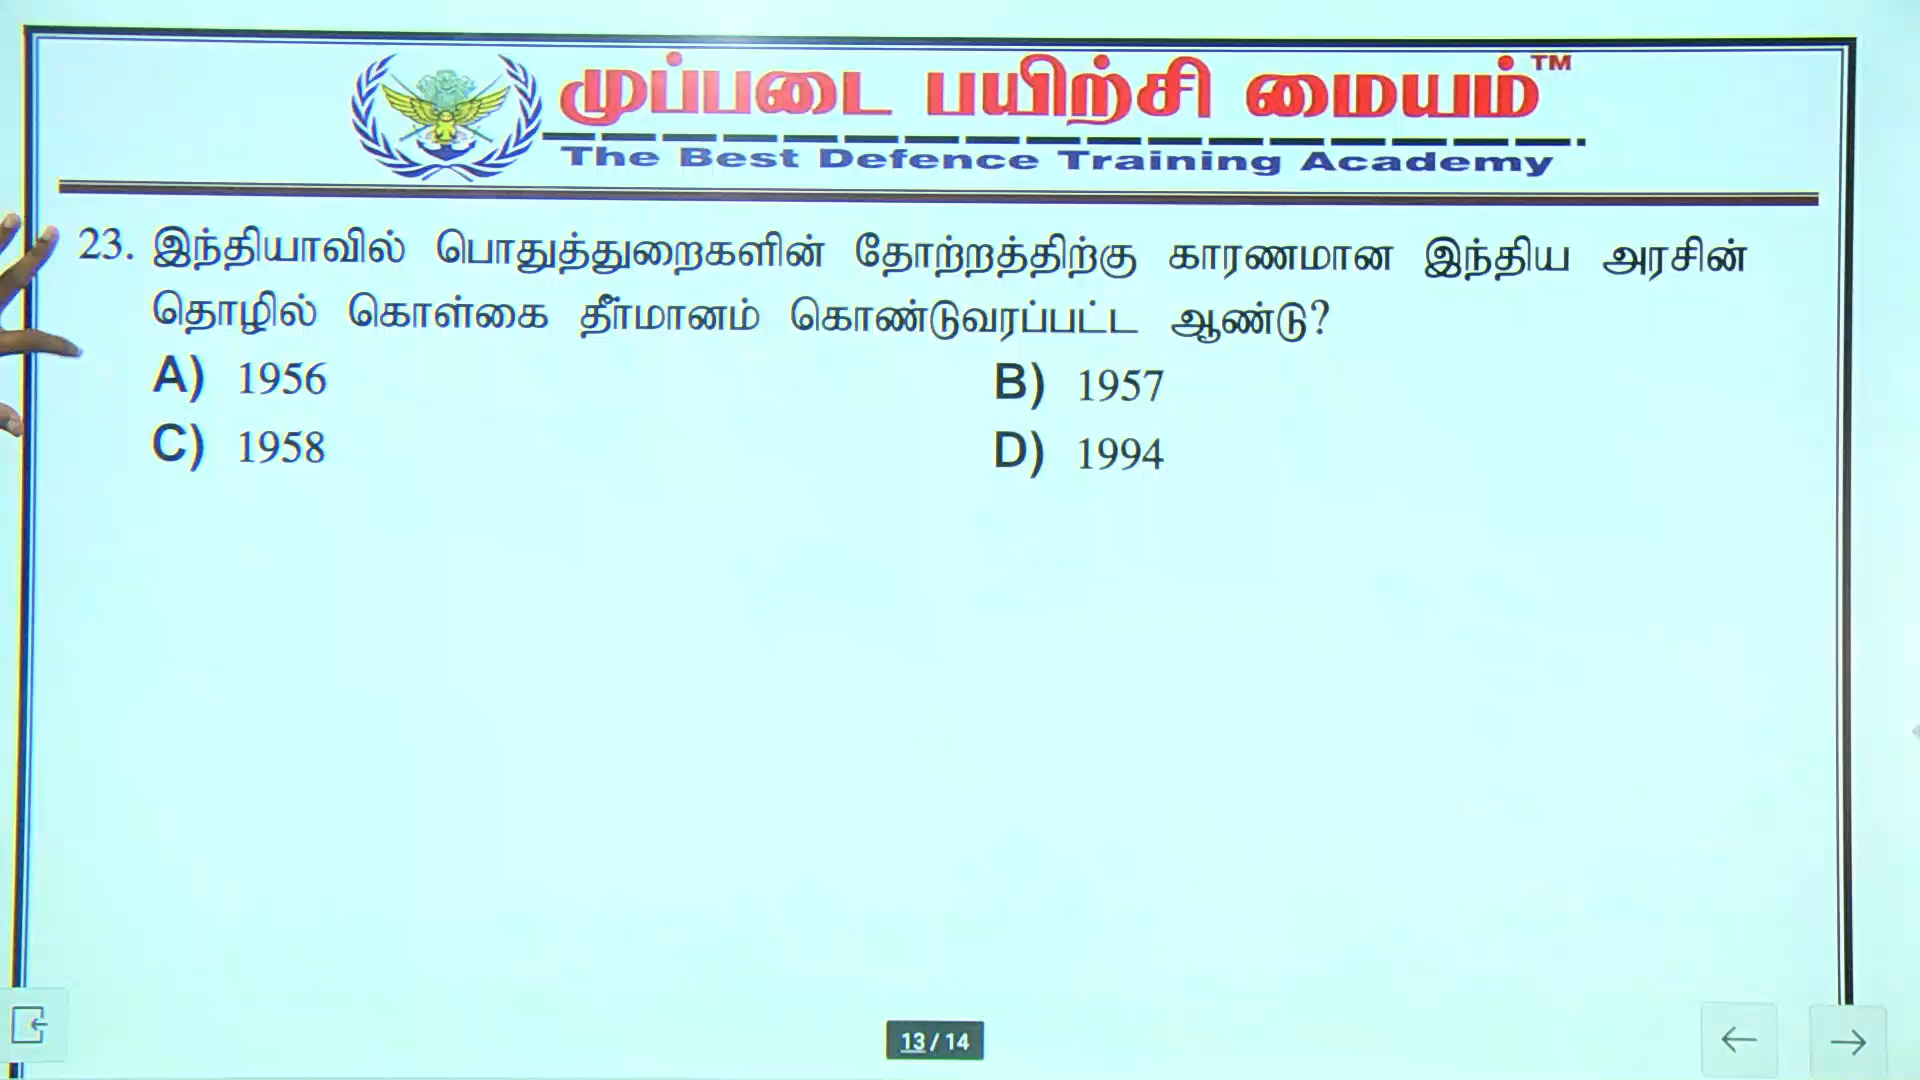 முப்படை பயிற்சி மையம்™
The Best Defence Training Academy
23. இந்தியாவில் பொதுத்துறைகளின் தோற்றத்திற்கு காரணமான இந்திய அரசின்
தொழில் கொள்கை தீர்மானம் கொண்டுவரப்பட்ட ஆண்டு?
A) 1956 B) 1957
C) 1958 D) 1994
13 / 14